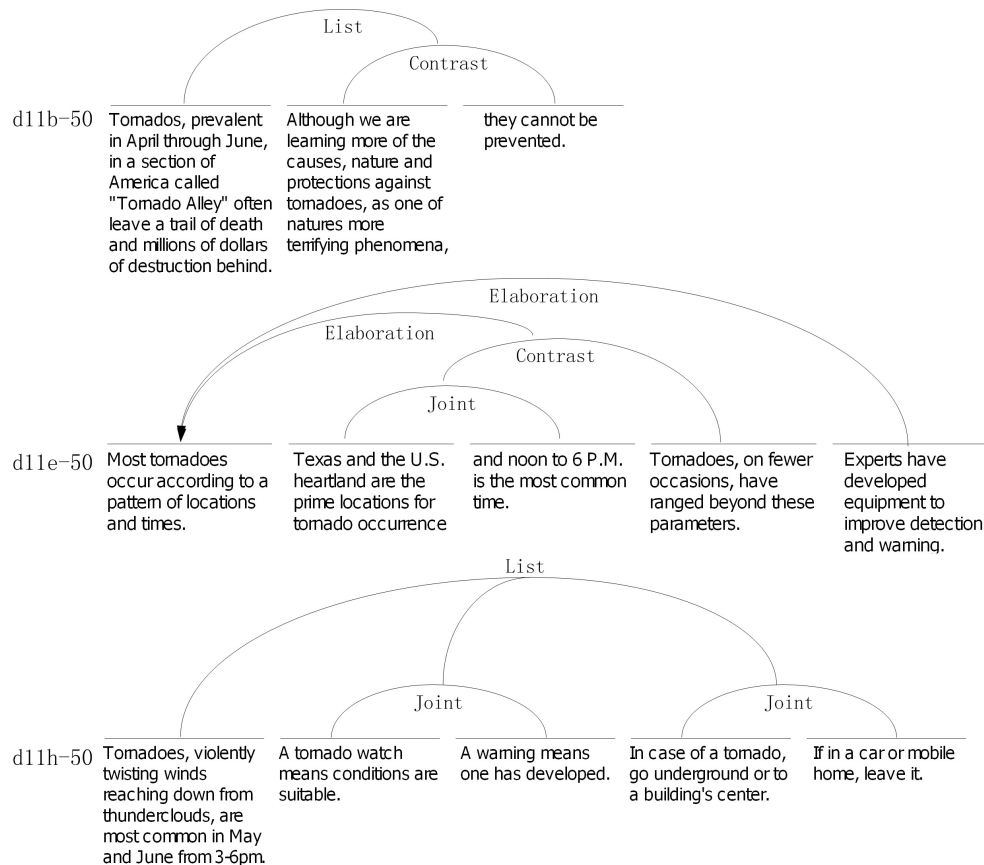 List
Contrast
d11b-50
Tornados, prevalent
in April through June,
in a section of
America called
"Tornado Alley" often
leave a trail of death
and millions of dollars
of destruction behind.
Although we are
learning more of the
causes, nature and
protections against
tornadoes, as one of
natures more
terrifying phenomena,
they cannot be
prevented.
Elaboration
Elaboration
Contrast
Joint
d11e-50
Most tornadoes
occur according to a
pattern of locations
and times.
Texas and the U.S.
heartland are the
prime locations for
tornado occurrence
and noon to 6 P.M.
is the most common
time.
Tornadoes, on fewer
occasions, have
ranged beyond these
parameters.
Experts have
developed
equipment to
improve detection
and warning.
List
Joint
Joint
d11h-50
Tornadoes, violently
twisting winds
reaching down from
thunderclouds, are
most common in May
and June from 3-6pm.
A tornado watch
means conditions are
suitable.
A warning means
one has developed.
In case of a tornado,
go underground or to
a building's center.
If in a car or mobile
home, leave it.